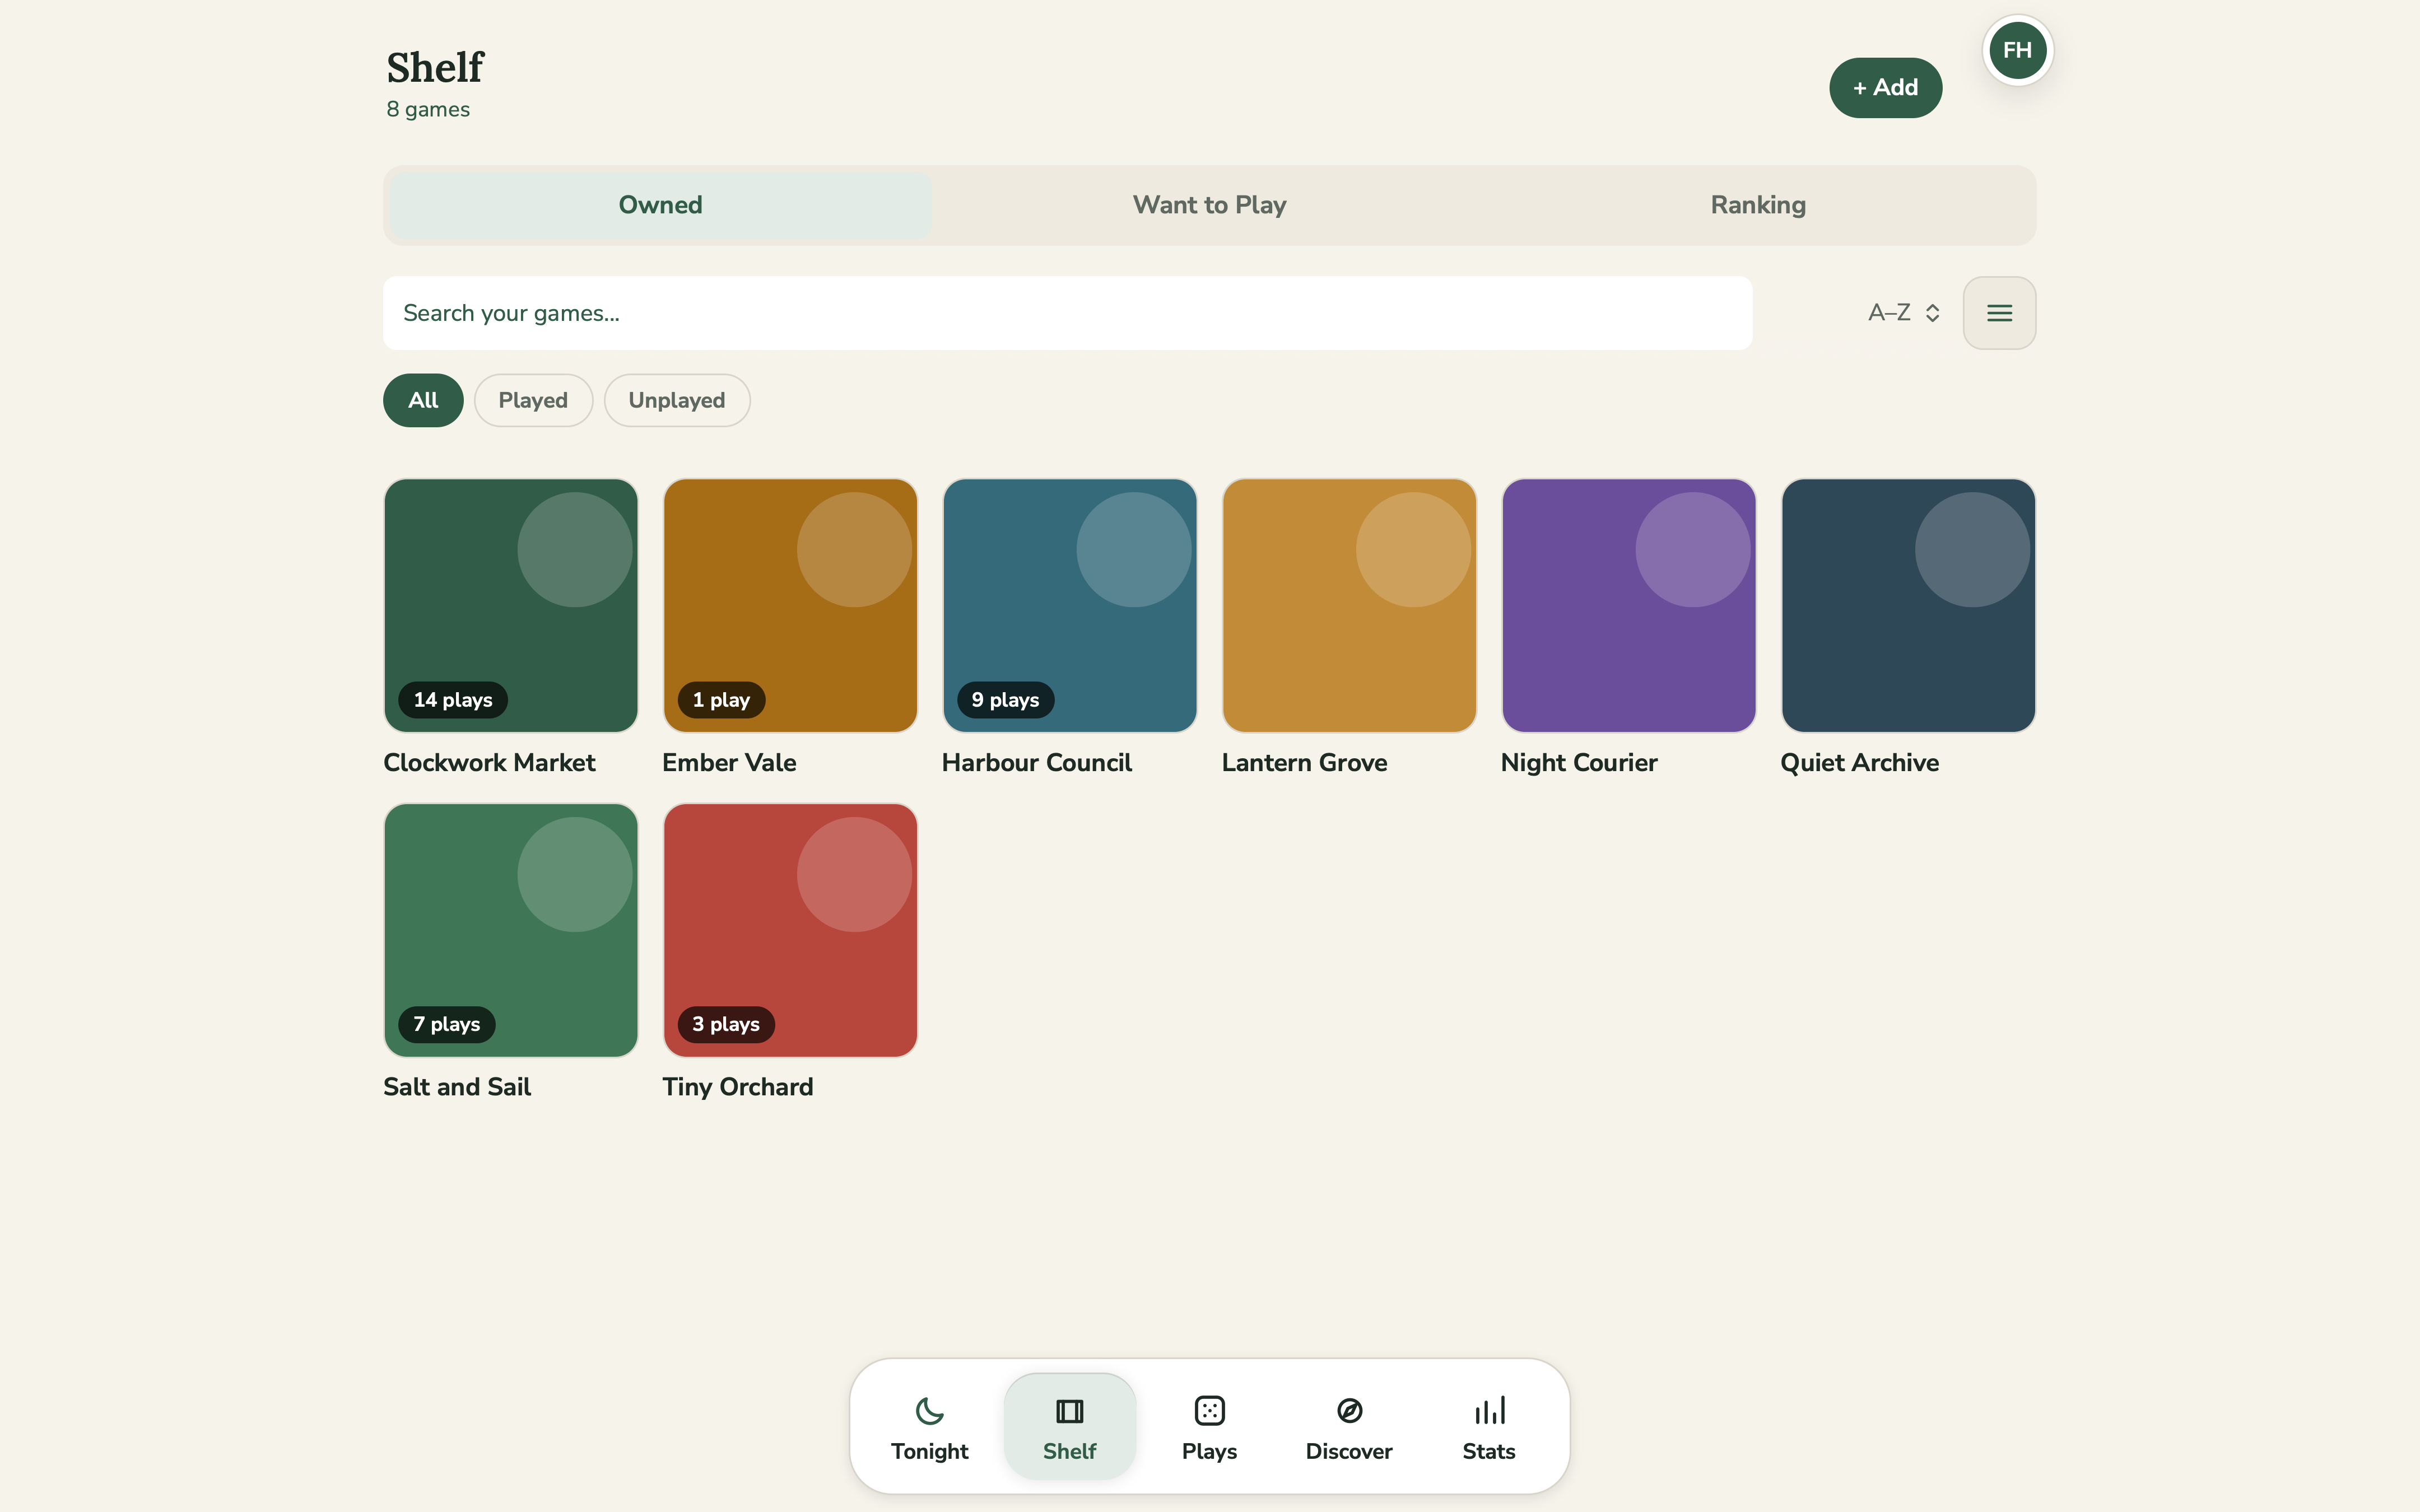 Shelf
8 games
+ Add
FH
Owned
Want to Play
Ranking
Search your games...
A–Z
All
Played
Unplayed
14 plays
1 play
9 plays
Clockwork Market
Ember Vale
Harbour Council
Lantern Grove
Night Courier
Quiet Archive
7 plays
3 plays
Salt and Sail
Tiny Orchard
Tonight
Shelf
Plays
Discover
Stats